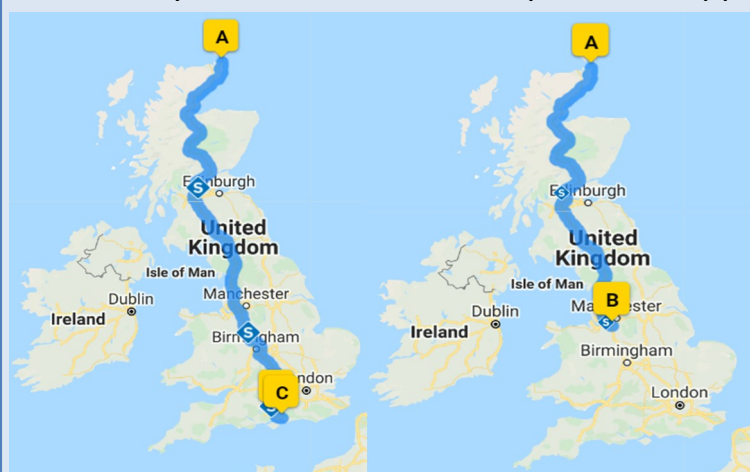 A
S
Edinburgh
United
Kingdom
Isle of Man
Manchester
Dublin
Ireland
S
Birmingham
London
C
S
A
S
Edinburgh
United
Kingdom
Isle of Man
B
Manchester
Dublin
S
Ireland
Birmingham
London